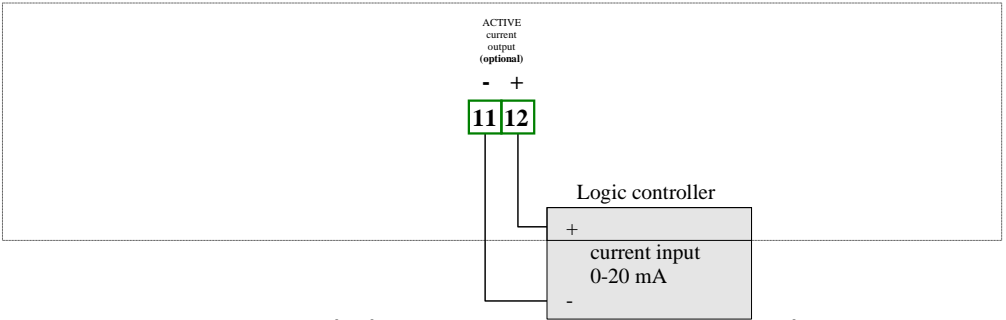 ACTIVE
current
output
(optional)
- +
11 12
Logic controller
+
current input
0-20 mA
-